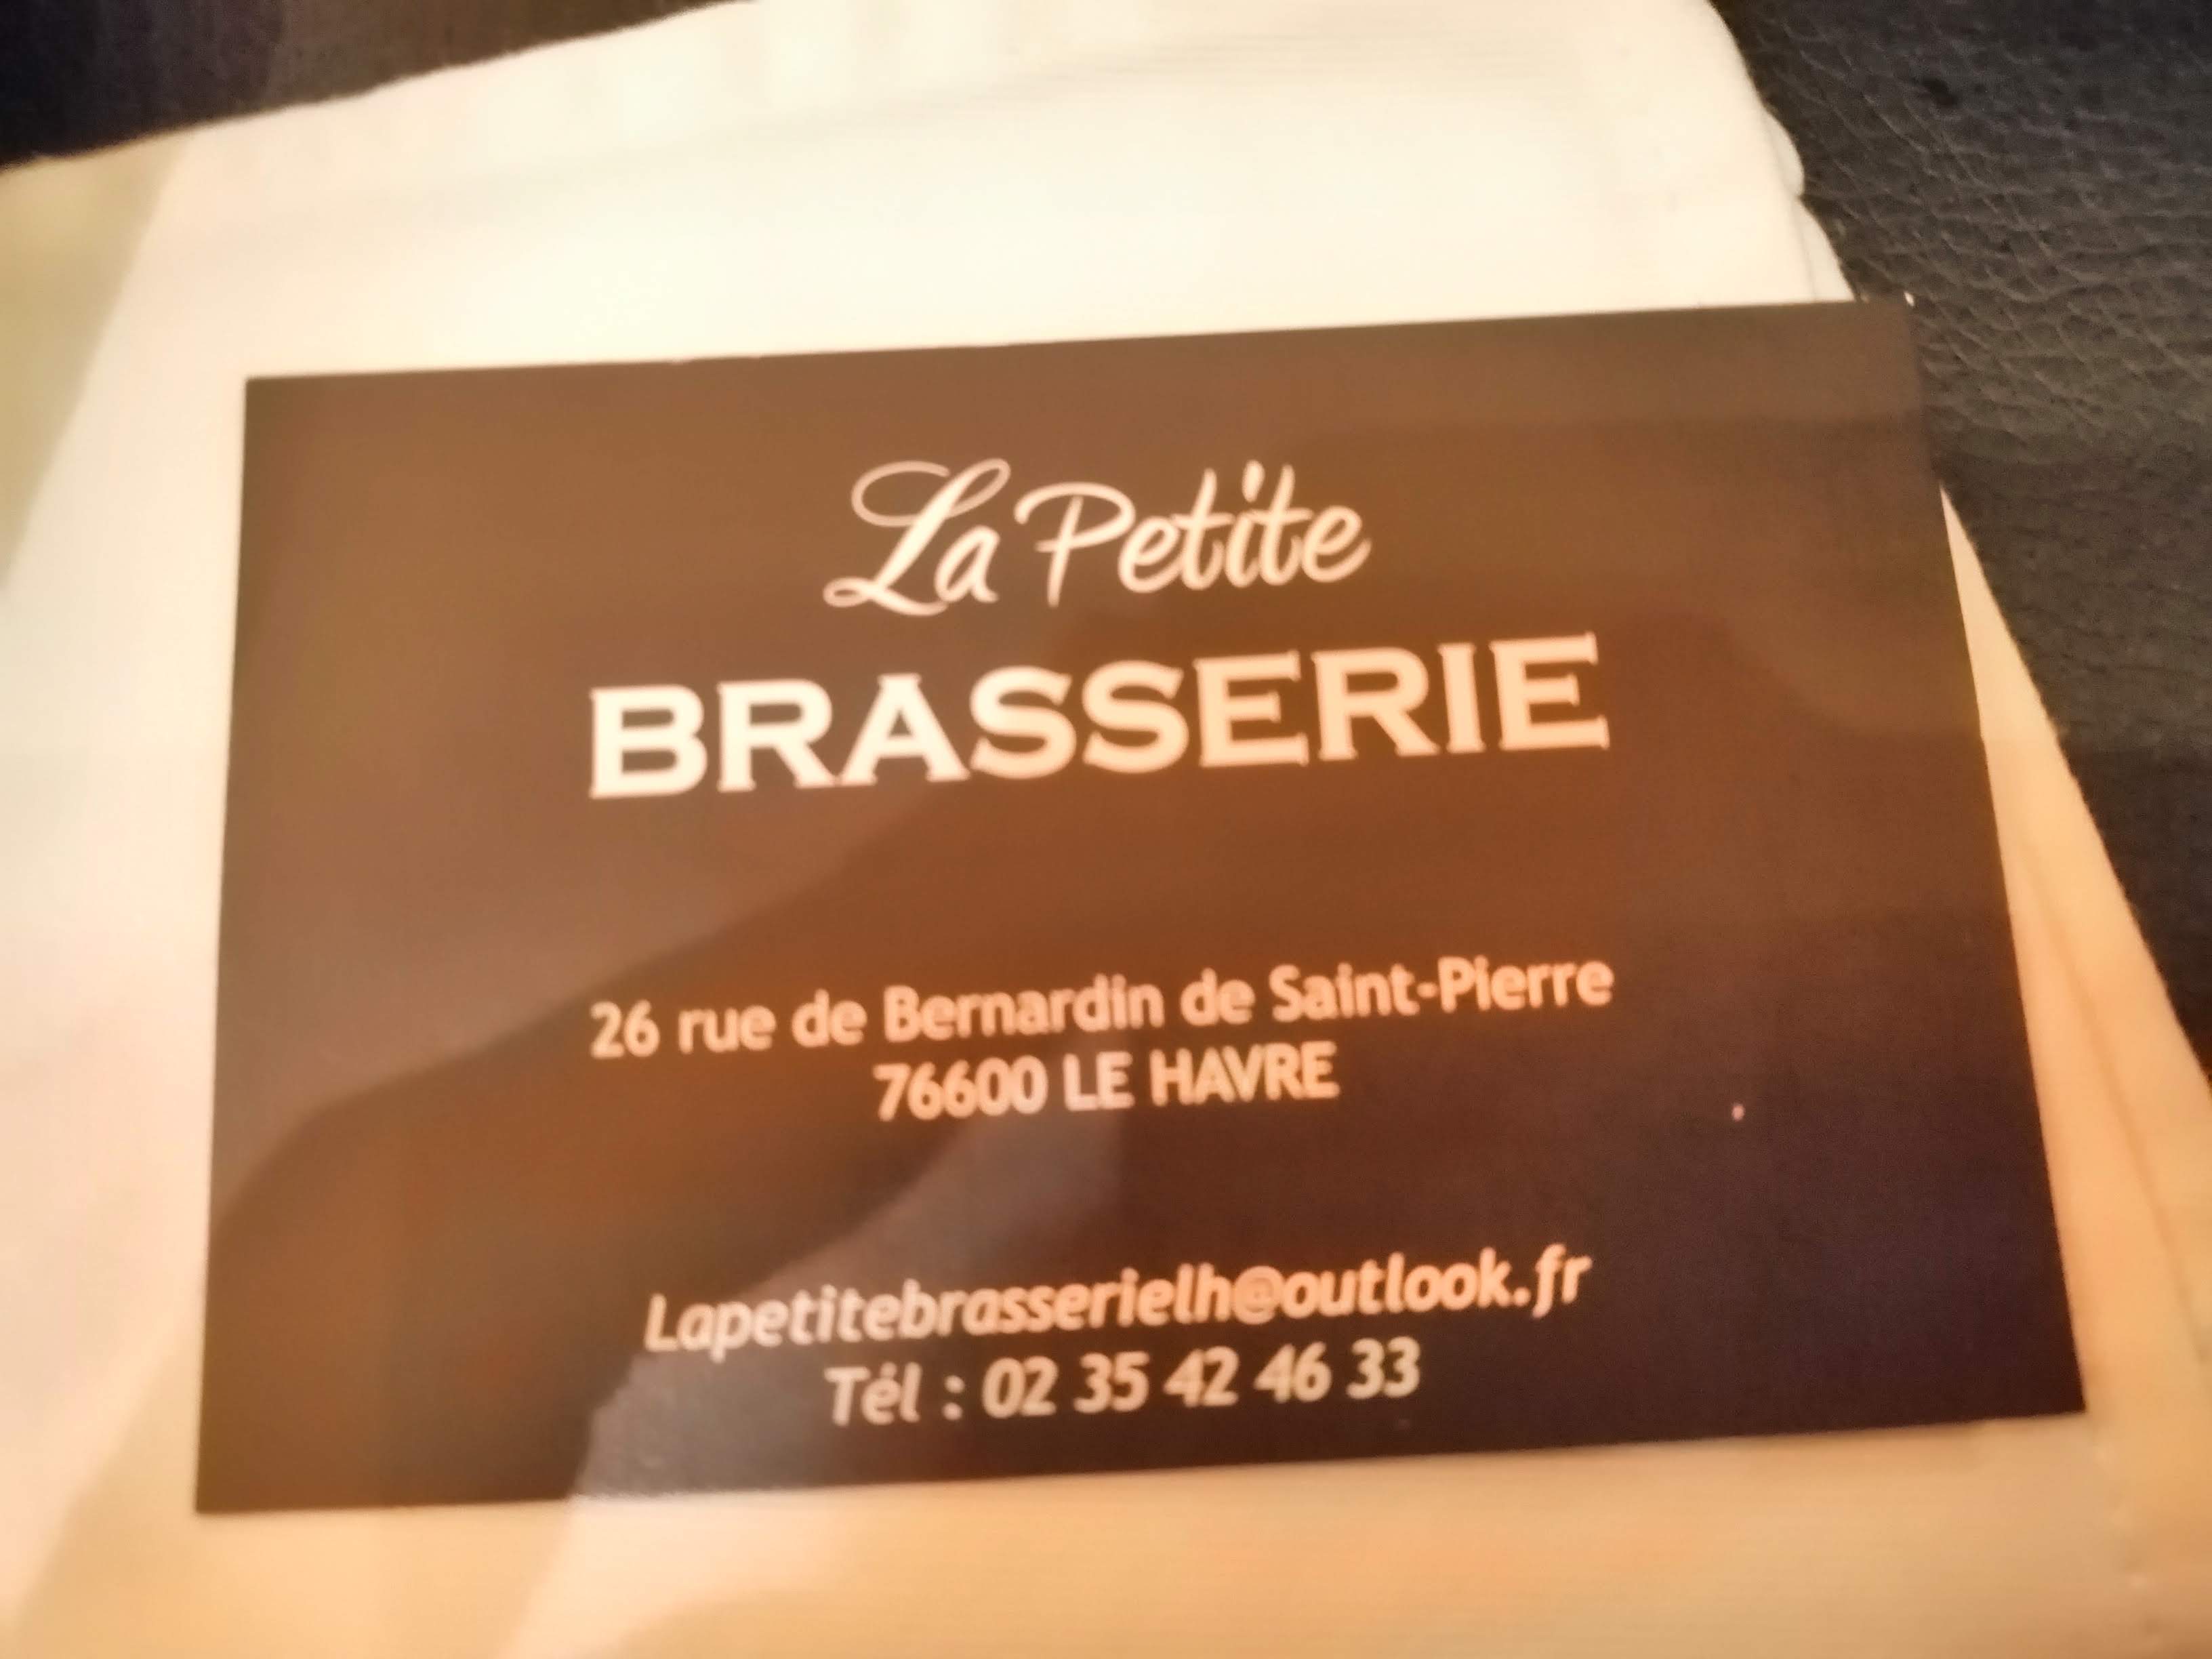 La Petite
BRASSERIE
26 rue de Bernardin de Saint-Pierre
76600 LE HAVRE
Lapetitebrasserielh@outlook.fr
Tél : 02 35 42 46 33